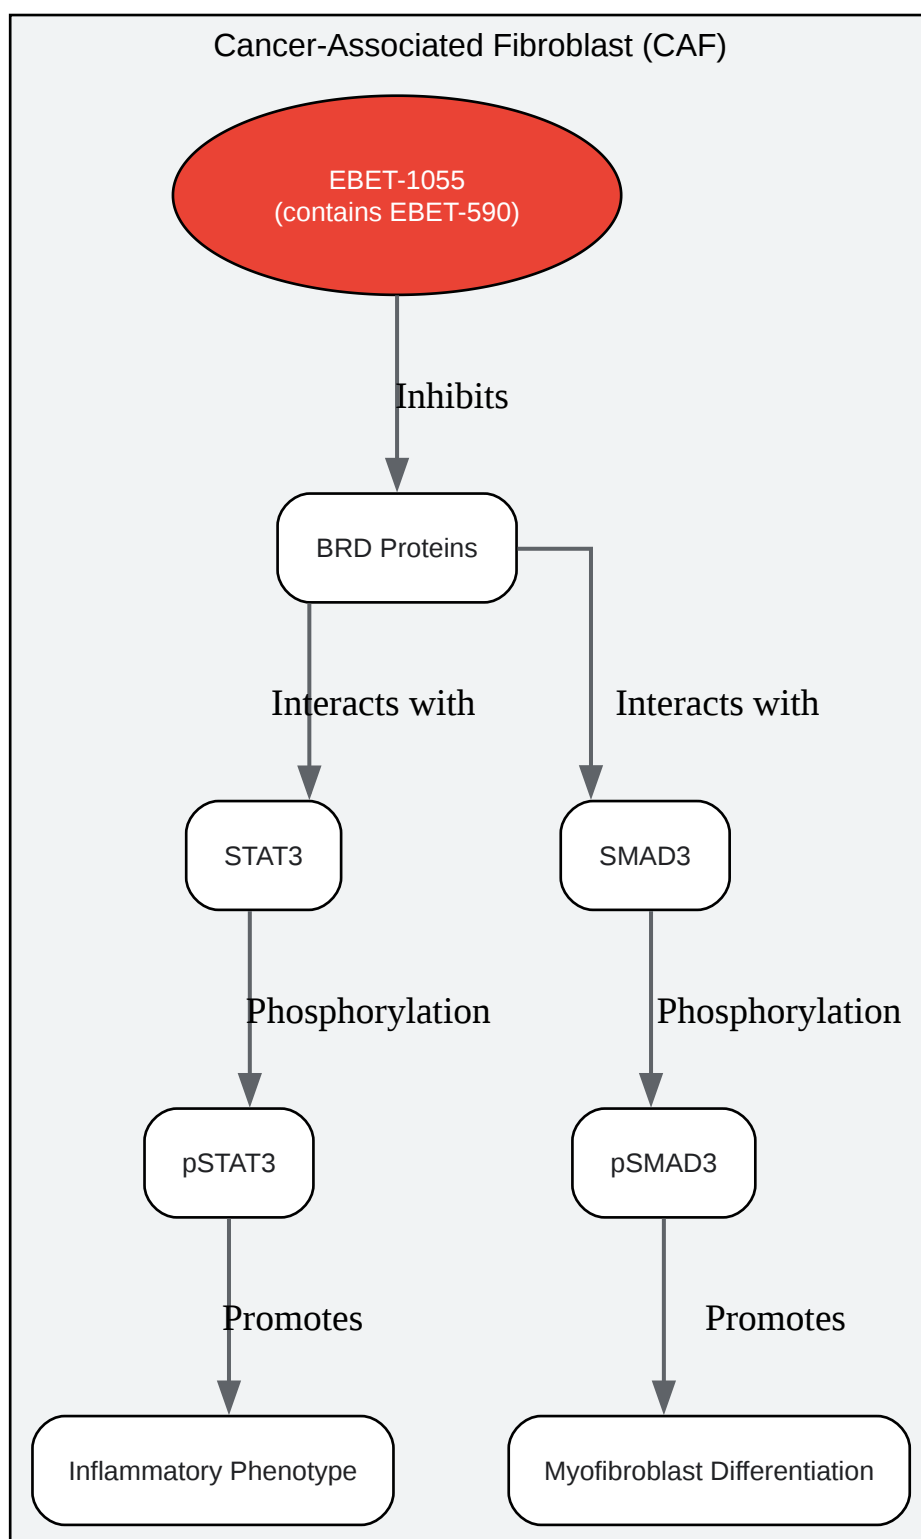 Cancer-Associated Fibroblast (CAF)
EBET-1055
(contains EBET-590)
Inhibits
BRD Proteins
Interacts with
Interacts with
STAT3
SMAD3
Phosphorylation
Phosphorylation
pSTAT3
pSMAD3
Promotes
Promotes
Inflammatory Phenotype
Myofibroblast Differentiation